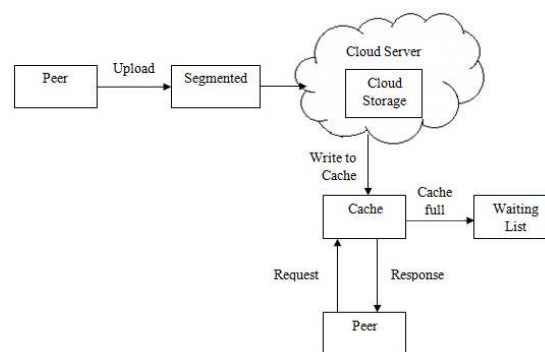 Cloud Server
Peer
Upload
Segmented
Cloud
Storage
Write to
Cache
Cache
Cache
full
Waiting
List
Request
Response
Peer